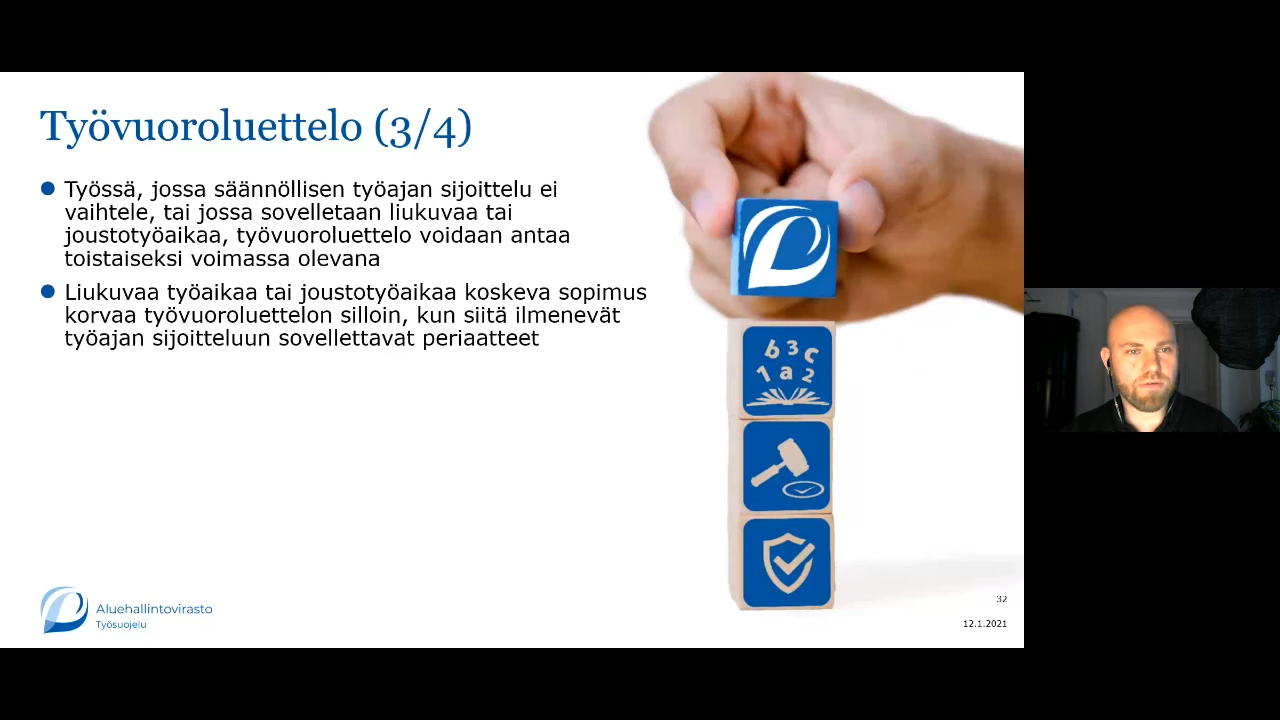 Työvuoroluettelo (3/4)
Työssä, jossa säännöllisen työajan sijoittelu ei
vaihtele, tai jossa sovelletaan liukuvaa tai
joustotyöaikaa, työvuoroluettelo voidaan antaa
toistaiseksi voimassa olevana
Liukuvaa työaikaa tai joustotyöaikaa koskeva sopimus
korvaa työvuoroluettelon silloin, kun siitä ilmenevät
työajan sijoitteluun sovellettavat periaatteet
b 3 c
1 a 2
Aluehallintovirasto
Työsuojelu
32
12.1.2021